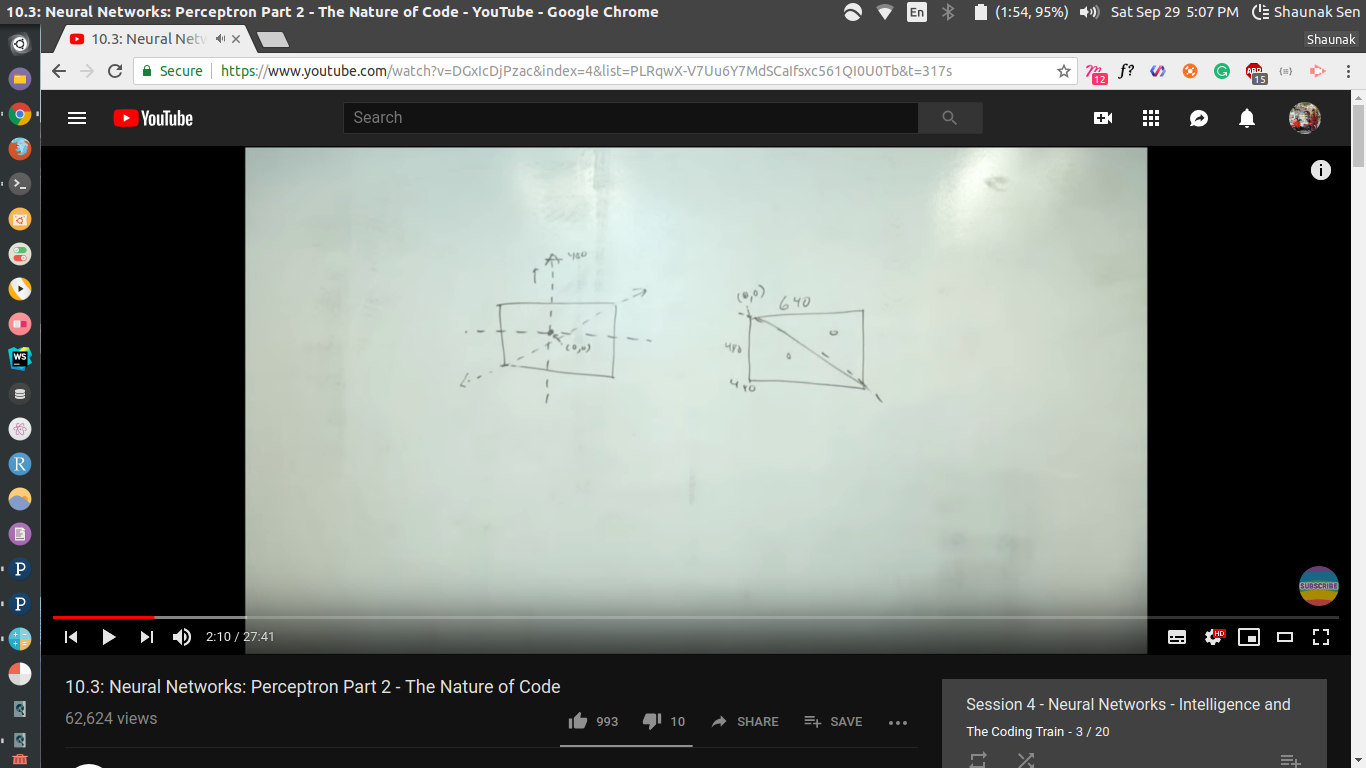 10.3: Neural Networks: Perceptron Part 2 - The Nature of Code - YouTube - Google Chrome
En
(1:54, 95%)
Sat Sep 29 5:07 PM
Shaunak Sen
10.3: Neural Netw
Shaunak
Secure
https://www.youtube.com/watch?v=DGxIcDjPzac&index=4&list=PLRqwX-V7Uu6Y7MdSCaIfsxc561QI0U0Tb&t=317s
12
f?
15
YouTube
Search
(0,0)
640
(0,0)
480
SUBSCRIBE
2:10 / 27:41
HD
10.3: Neural Networks: Perceptron Part 2 - The Nature of Code
62,624 views
993
10
SHARE
SAVE
Session 4 - Neural Networks - Intelligence and
The Coding Train - 3 / 20
WS
R
P
P